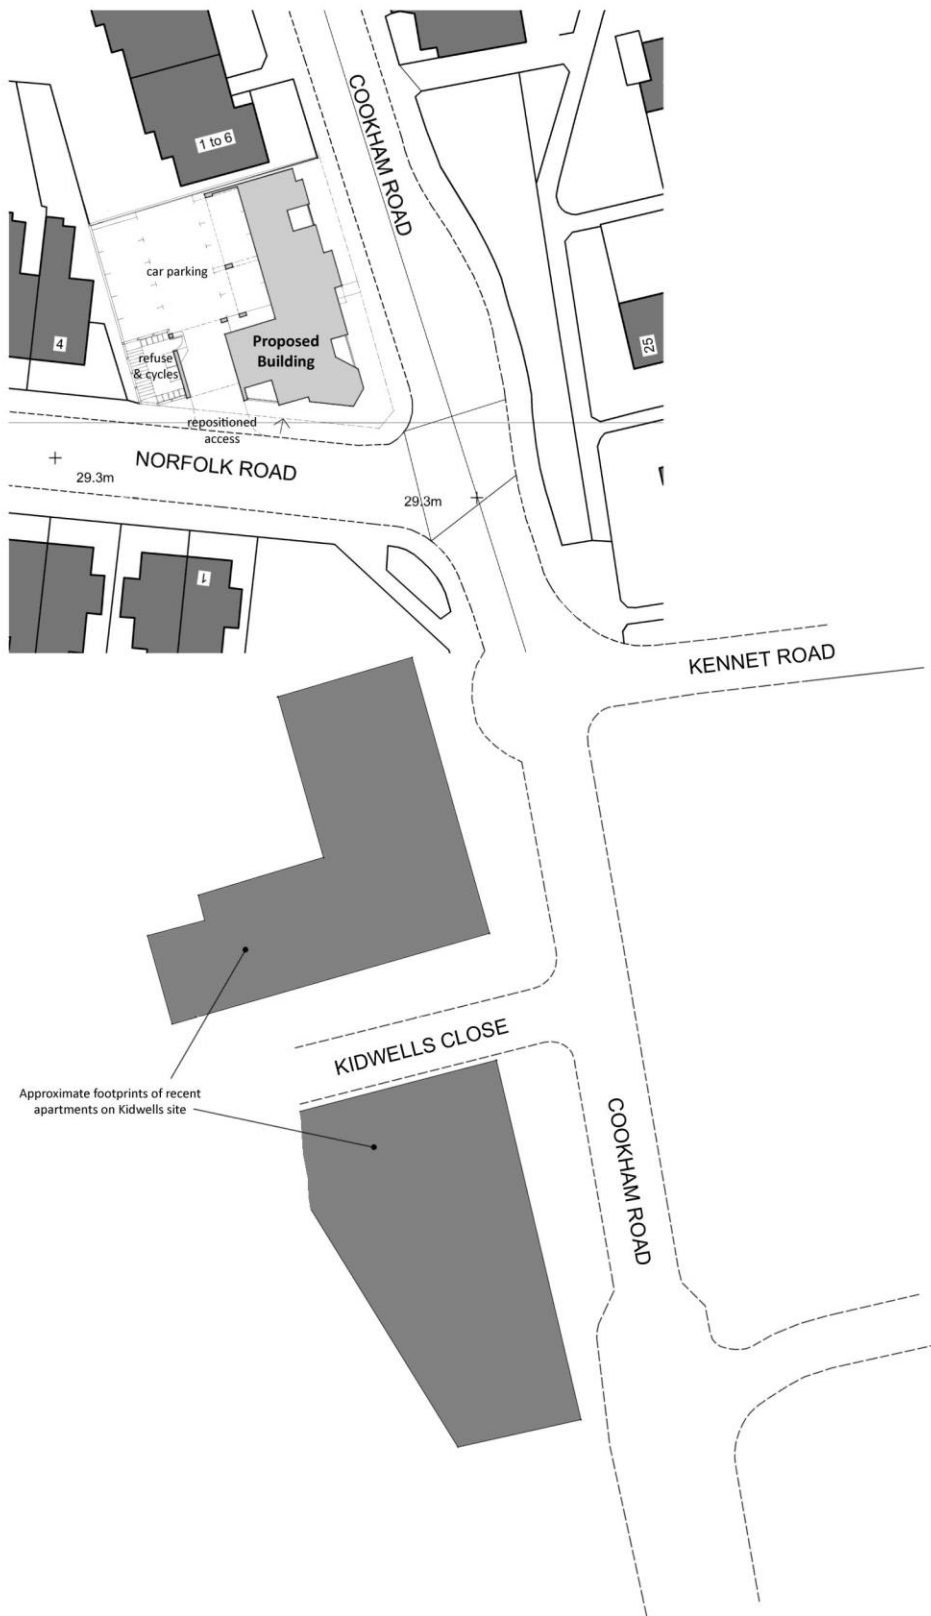 COOKHAM ROAD
1 to 6
car parking
4
refuse
& cycles
Proposed
Building
25
repositioned
access
NORFOLK ROAD
29.3m
29.3m
1
KENNET ROAD
KIDWELLS CLOSE
Approximate footprints of recent
apartments on Kidwells site
COOKHAM ROAD